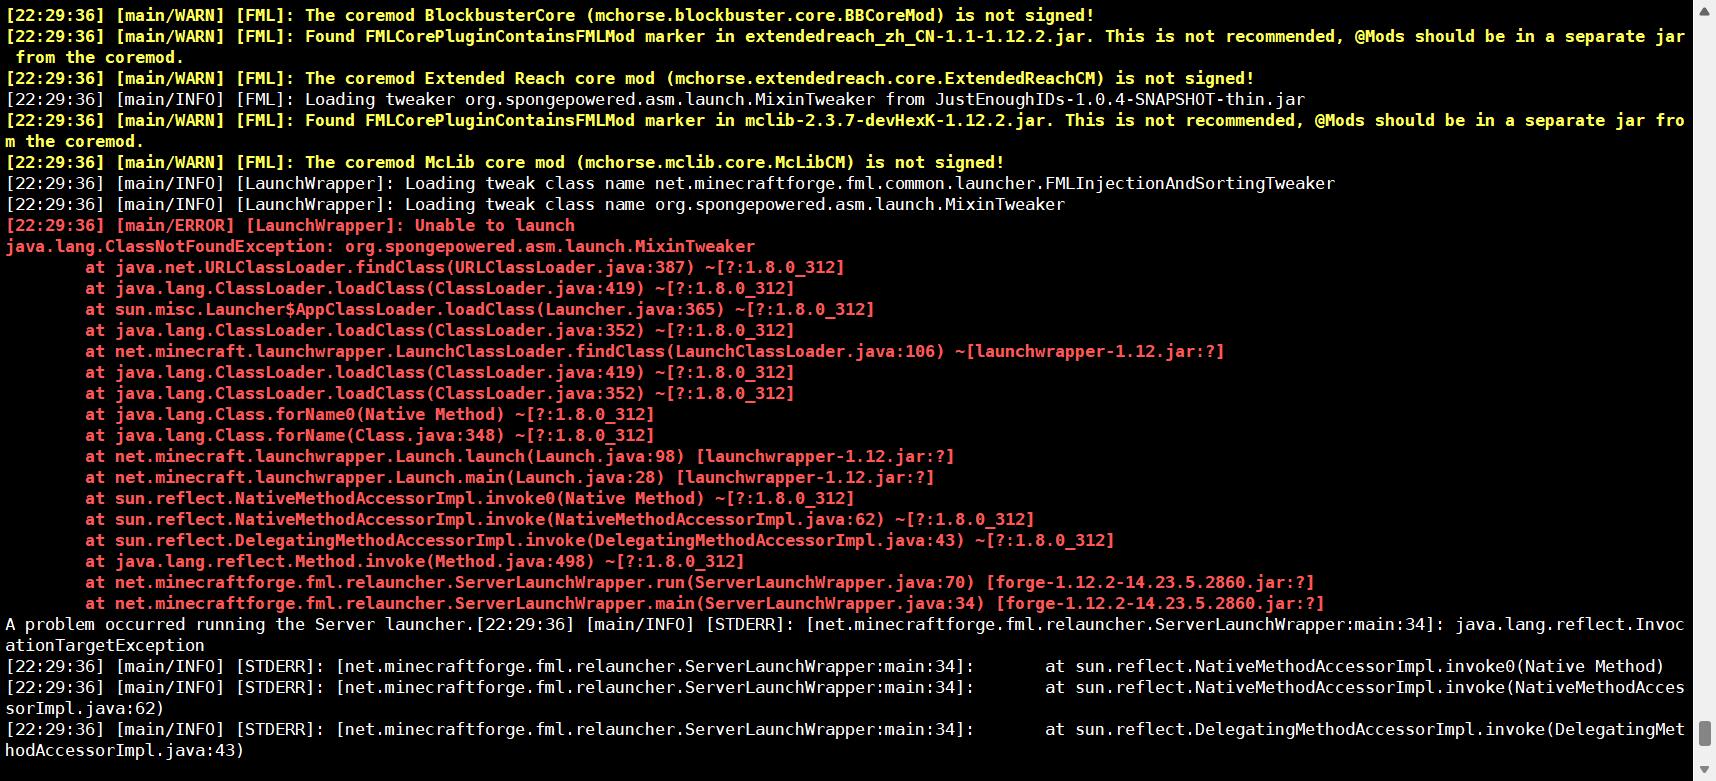 [22:29:36] [main/WARN] [FML]: The coremod BlockbusterCore (mchorse.blockbuster.core.BBCoreMod) is not signed!
[22:29:36] [main/WARN] [FML]: Found FMLCorePluginContainsFMLMod marker in extendedreach_zh_CN-1.1-1.12.2.jar. This is not recommended, @Mods should be in a separate jar
 from the coremod.
[22:29:36] [main/WARN] [FML]: The coremod Extended Reach core mod (mchorse.extendedreach.core.ExtendedReachCM) is not signed!
[22:29:36] [main/INFO] [FML]: Loading tweaker org.spongepowered.asm.launch.MixinTweaker from JustEnoughIDs-1.0.4-SNAPSHOT-thin.jar
[22:29:36] [main/WARN] [FML]: Found FMLCorePluginContainsFMLMod marker in mclib-2.3.7-devHexK-1.12.2.jar. This is not recommended, @Mods should be in a separate jar fro
m the coremod.
[22:29:36] [main/WARN] [FML]: The coremod McLib core mod (mchorse.mclib.core.McLibCM) is not signed!
[22:29:36] [main/INFO] [LaunchWrapper]: Loading tweak class name net.minecraftforge.fml.common.launcher.FMLInjectionAndSortingTweaker
[22:29:36] [main/INFO] [LaunchWrapper]: Loading tweak class name org.spongepowered.asm.launch.MixinTweaker
[22:29:36] [main/ERROR] [LaunchWrapper]: Unable to launch
java.lang.ClassNotFoundException: org.spongepowered.asm.launch.MixinTweaker
        at java.net.URLClassLoader.findClass(URLClassLoader.java:387) ~[?:1.8.0_312]
        at java.lang.ClassLoader.loadClass(ClassLoader.java:419) ~[?:1.8.0_312]
        at sun.misc.Launcher$AppClassLoader.loadClass(Launcher.java:365) ~[?:1.8.0_312]
        at java.lang.ClassLoader.loadClass(ClassLoader.java:352) ~[?:1.8.0_312]
        at net.minecraft.launchwrapper.LaunchClassLoader.findClass(LaunchClassLoader.java:106) ~[launchwrapper-1.12.jar:?]
        at java.lang.ClassLoader.loadClass(ClassLoader.java:419) ~[?:1.8.0_312]
        at java.lang.ClassLoader.loadClass(ClassLoader.java:352) ~[?:1.8.0_312]
        at java.lang.Class.forName0(Native Method) ~[?:1.8.0_312]
        at java.lang.Class.forName(Class.java:348) ~[?:1.8.0_312]
        at net.minecraft.launchwrapper.Launch.launch(Launch.java:98) [launchwrapper-1.12.jar:?]
        at net.minecraft.launchwrapper.Launch.main(Launch.java:28) [launchwrapper-1.12.jar:?]
        at sun.reflect.NativeMethodAccessorImpl.invoke0(Native Method) ~[?:1.8.0_312]
        at sun.reflect.NativeMethodAccessorImpl.invoke(NativeMethodAccessorImpl.java:62) ~[?:1.8.0_312]
        at sun.reflect.DelegatingMethodAccessorImpl.invoke(DelegatingMethodAccessorImpl.java:43) ~[?:1.8.0_312]
        at java.lang.reflect.Method.invoke(Method.java:498) ~[?:1.8.0_312]
        at net.minecraftforge.fml.relauncher.ServerLaunchWrapper.run(ServerLaunchWrapper.java:70) [forge-1.12.2-14.23.5.2860.jar:?]
        at net.minecraftforge.fml.relauncher.ServerLaunchWrapper.main(ServerLaunchWrapper.java:34) [forge-1.12.2-14.23.5.2860.jar:?]
A problem occurred running the Server launcher.[22:29:36] [main/INFO] [STDERR]: [net.minecraftforge.fml.relauncher.ServerLaunchWrapper:main:34]: java.lang.reflect.Invoc
ationTargetException
[22:29:36] [main/INFO] [STDERR]: [net.minecraftforge.fml.relauncher.ServerLaunchWrapper:main:34]:       at sun.reflect.NativeMethodAccessorImpl.invoke0(Native Method)
[22:29:36] [main/INFO] [STDERR]: [net.minecraftforge.fml.relauncher.ServerLaunchWrapper:main:34]:       at sun.reflect.NativeMethodAccessorImpl.invoke(NativeMethodAcces
sorImpl.java:62)
[22:29:36] [main/INFO] [STDERR]: [net.minecraftforge.fml.relauncher.ServerLaunchWrapper:main:34]:       at sun.reflect.DelegatingMethodAccessorImpl.invoke(DelegatingMet
hodAccessorImpl.java:43)